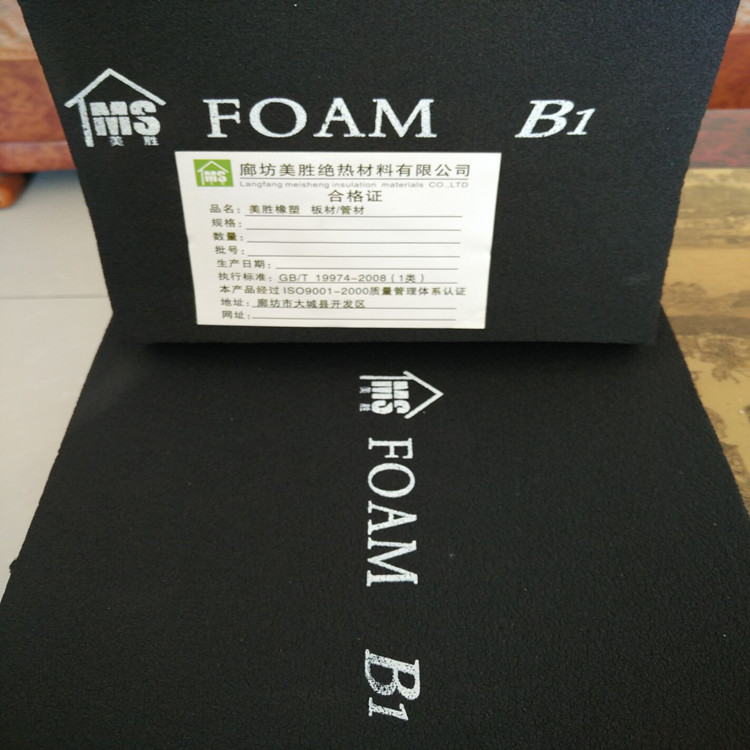 MS FOAM B1
美胜
MS 廊坊美胜绝热材料有限公司
Langfang meisheng insulation materials CO.,LTD
合格证
品名：美胜橡塑 板材/管材
规格：
数量：
批号：
生产日期：
执行标准：GB/T 19974-2008（1类）
本产品经过ISO9001-2000质量管理体系认证
地址：廊坊市大城县开发区
网址：
MS FOAM B1
美胜